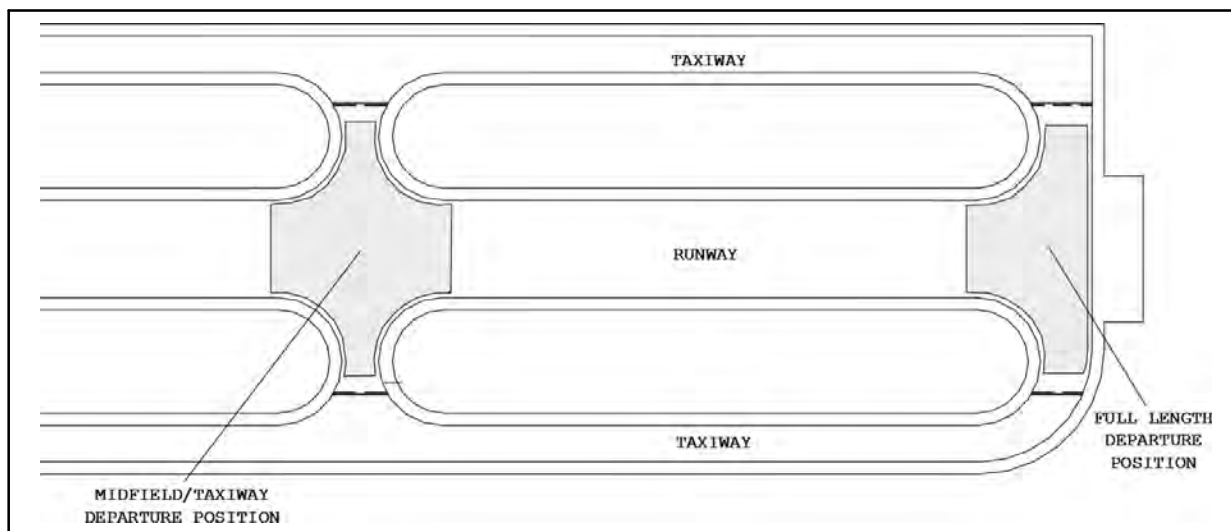 TAXIWAY
RUNWAY
TAXIWAY
FULL LENGTH
DEPARTURE
POSITION
MIDFIELD/TAXIWAY
DEPARTURE POSITION